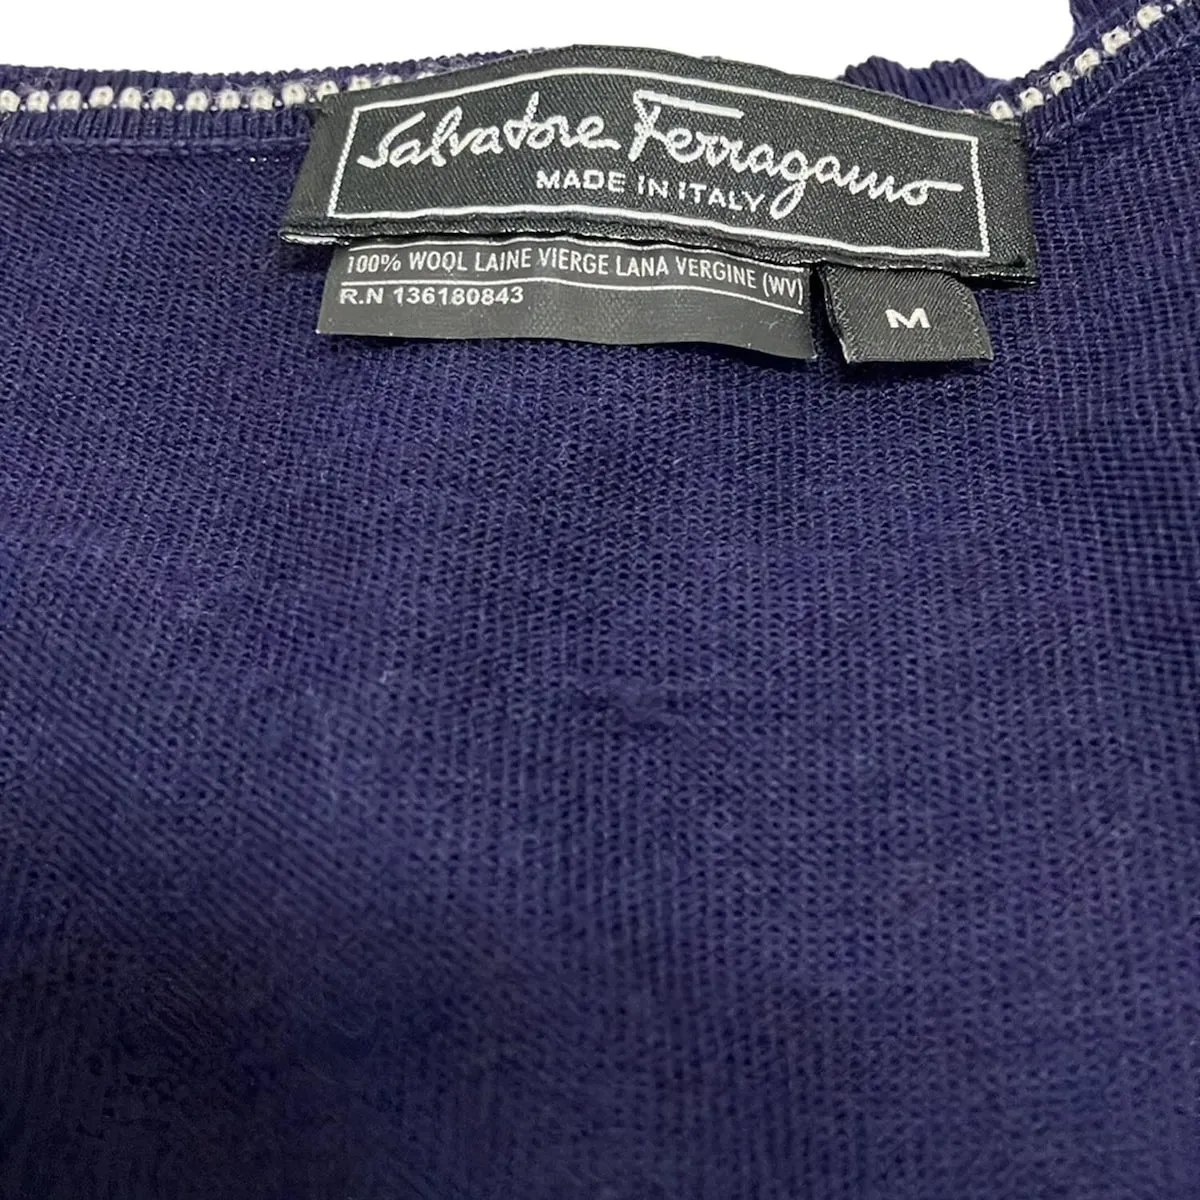 Salvatore Ferragamo
MADE IN ITALY
100% WOOL LAINE VIERGE LANA VERGINE (WV)
R.N 136180843
M